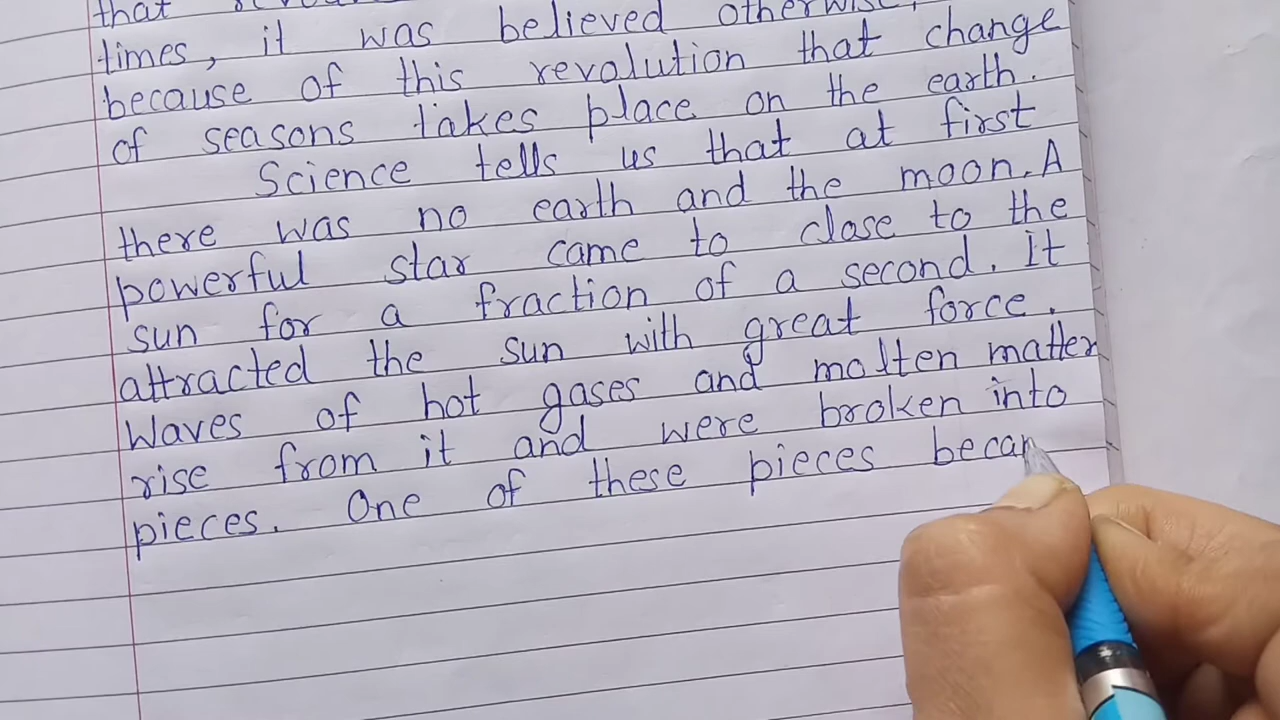 that
times, it was believed otherwise.
because of this revolution that change
of seasons takes place on the earth.
Science tells us that at first
there was no earth and the moon. A
powerful star came to close to the
sun for a fraction of a second. It
attracted the sun with great force.
Waves of hot gases and molten matter
rise from it and were broken into
pieces. One of these pieces becam